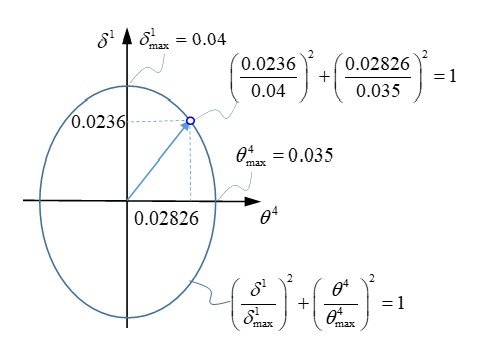 δ¹ δ¹max = 0.04
(0.0236/0.04)² + (0.02826/0.035)² = 1
0.0236
θ⁴max = 0.035
0.02826 θ⁴
(δ¹/δ¹max)² + (θ⁴/θ⁴max)² = 1